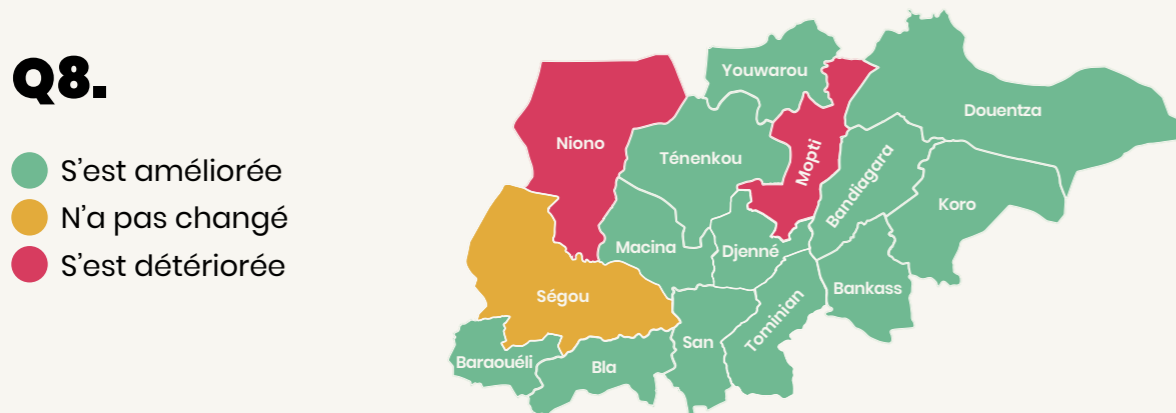 Q8.
S'est améliorée
N'a pas changé
S'est détériorée
Youwarou
Douentza
Niono
Ténenkou
Mopti
Bandiagara
Koro
Macina
Djenné
Ségou
Bankass
Tominian
San
Baraouéli
Bla